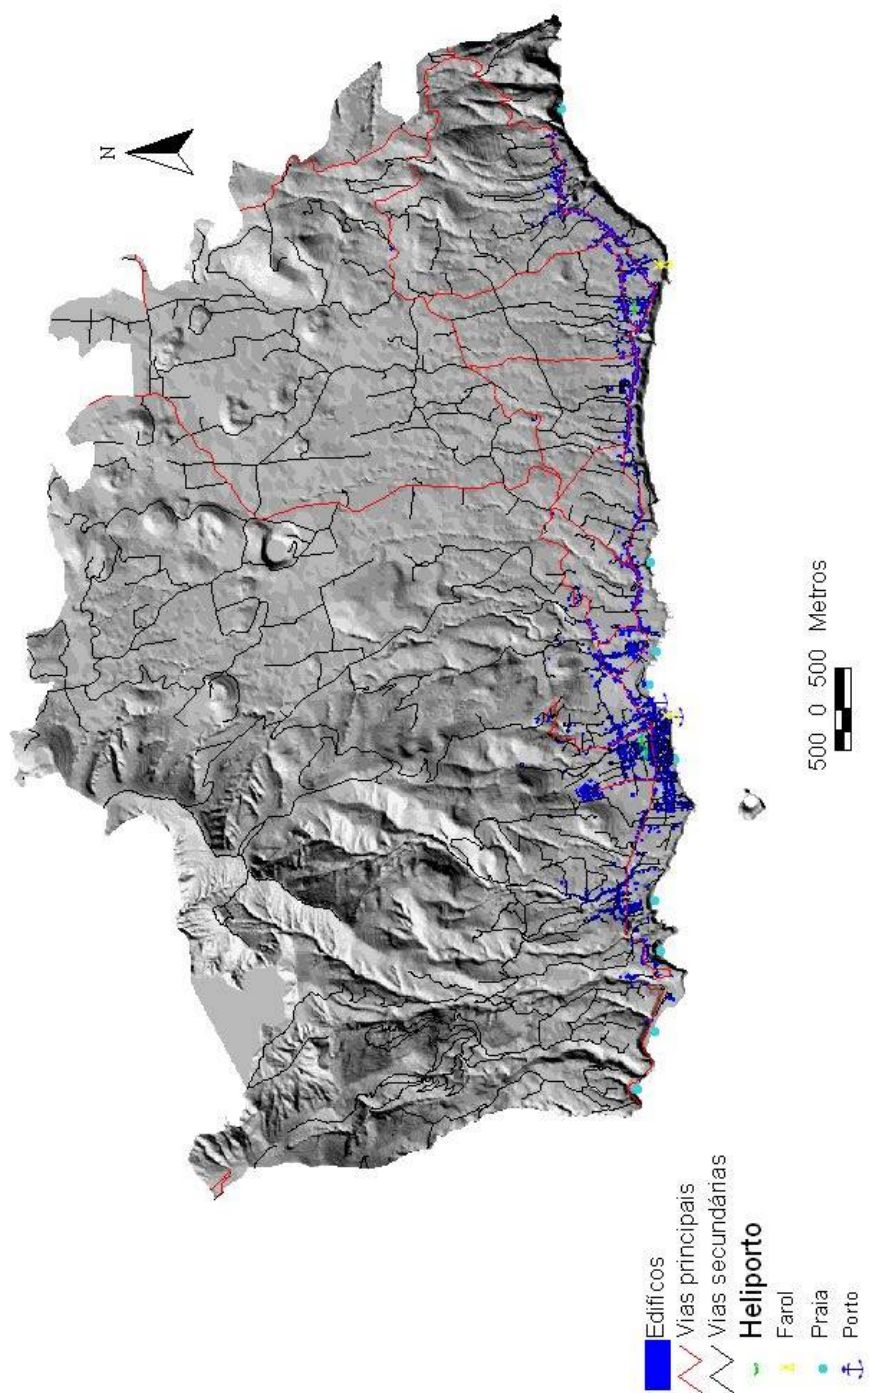 N
500 0 500 Metros
Edifícos
Vias principais
Vias secundárias
Heliporto
Farol
Praia
Porto